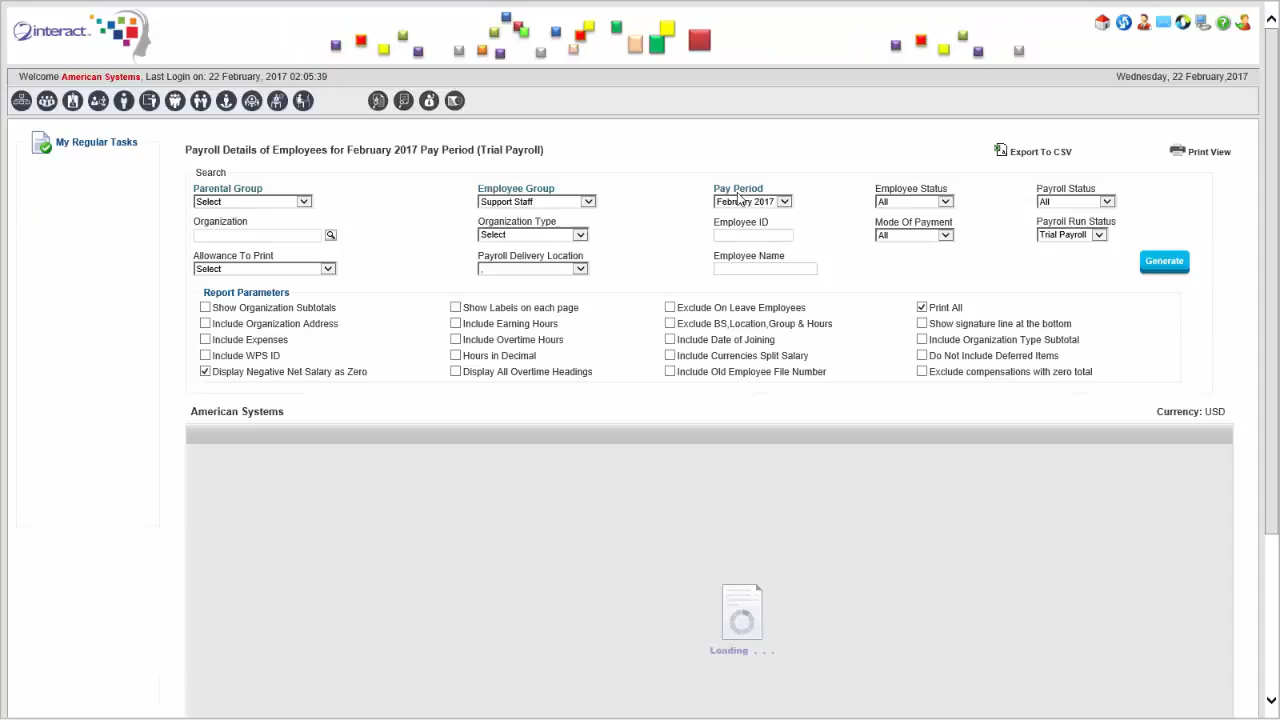 interact
Welcome American Systems, Last Login on: 22 February, 2017 02:05:39
Wednesday, 22 February,2017
My Regular Tasks
Payroll Details of Employees for February 2017 Pay Period (Trial Payroll)
Export To CSV
Print View
Search
Parental Group
Employee Group
Pay Period
Employee Status
Payroll Status
Select
Support Staff
February 2017
All
All
Organization
Organization Type
Employee ID
Mode Of Payment
Payroll Run Status
Select
All
Trial Payroll
Allowance To Print
Payroll Delivery Location
Employee Name
Generate
Select
.
Report Parameters
Show Organization Subtotals
Show Labels on each page
Exclude On Leave Employees
Print All
Include Organization Address
Include Earning Hours
Exclude BS,Location,Group & Hours
Show signature line at the bottom
Include Expenses
Include Overtime Hours
Include Date of Joining
Include Organization Type Subtotal
Include WPS ID
Hours in Decimal
Include Currencies Split Salary
Do Not Include Deferred Items
Display Negative Net Salary as Zero
Display All Overtime Headings
Include Old Employee File Number
Exclude compensations with zero total
American Systems
Currency: USD
Loading . . .